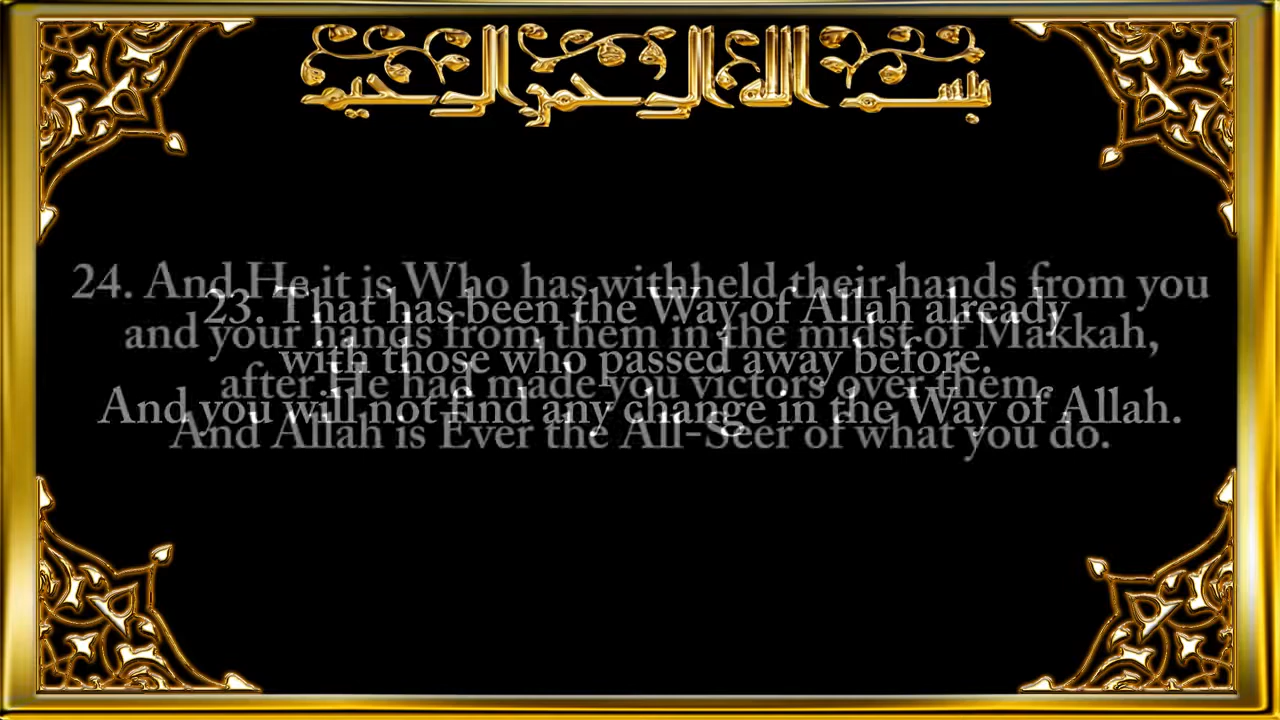 بسم الله الرحمن الرحيم
23. That has been the Way of Allah already
with those who passed away before.
And you will not find any change in the Way of Allah.
24. And He it is Who has withheld their hands from you
and your hands from them in the midst of Makkah,
after He had made you victors over them.
And Allah is Ever the All-Seer of what you do.